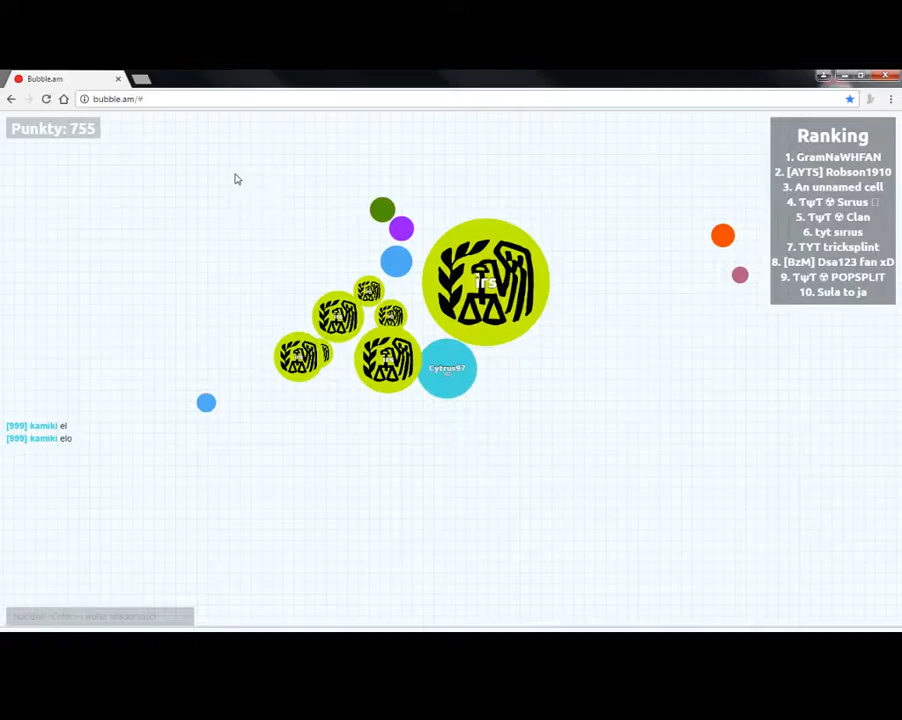 Bubble.am
bubble.am/#
Punkty: 755
Ranking
1. GramNaWHFAN
2. [AYTS] Robson1910
3. An unnamed cell
4. TψT ☢ Sırıus
5. TψT ☢ Clan
6. tyt sırıus
7. TYT tricksplint
8. [BzM] Dsa123 fan xD
9. TψT ☢ POPSPLIT
10. Sula to ja
irs
Cytrus97
[999] kamiki el
[999] kamiki elo